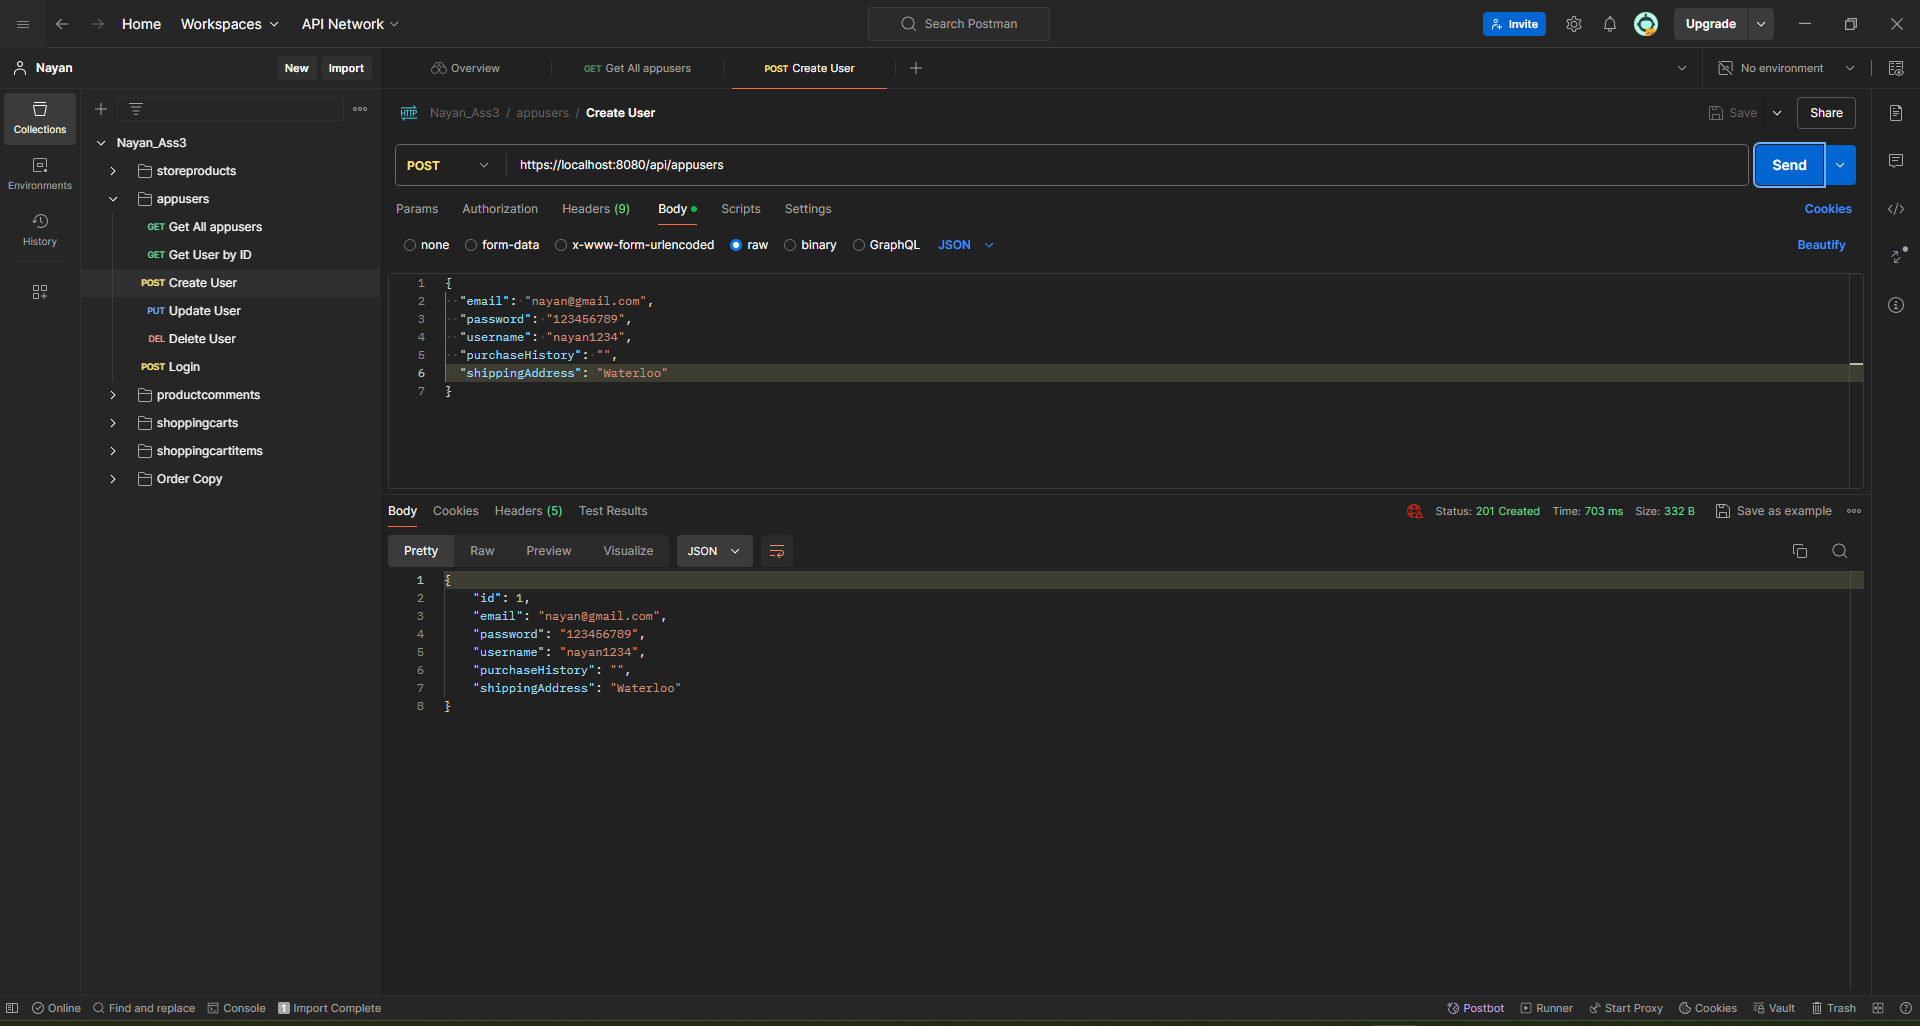 Home Workspaces API Network Search Postman Invite Upgrade
Nayan New Import Overview GET Get All appusers POST Create User No environment
Collections
Environments
History
Nayan_Ass3
storeproducts
appusers
GET Get All appusers
GET Get User by ID
POST Create User
PUT Update User
DEL Delete User
POST Login
productcomments
shoppingcarts
shoppingcartitems
Order Copy
HTTP Nayan_Ass3 / appusers / Create User Save Share
POST https://localhost:8080/api/appusers Send
Params Authorization Headers (9) Body Scripts Settings Cookies
none form-data x-www-form-urlencoded raw binary GraphQL JSON Beautify
1 {
2 "email": "nayan@gmail.com",
3 "password": "123456789",
4 "username": "nayan1234",
5 "purchaseHistory": "",
6 "shippingAddress": "Waterloo"
7 }
Body Cookies Headers (5) Test Results Status: 201 Created Time: 703 ms Size: 332 B Save as example
Pretty Raw Preview Visualize JSON
1 {
2 "id": 1,
3 "email": "nayan@gmail.com",
4 "password": "123456789",
5 "username": "nayan1234",
6 "purchaseHistory": "",
7 "shippingAddress": "Waterloo"
8 }
Online Find and replace Console 1 Import Complete Postbot Runner Start Proxy Cookies Vault Trash